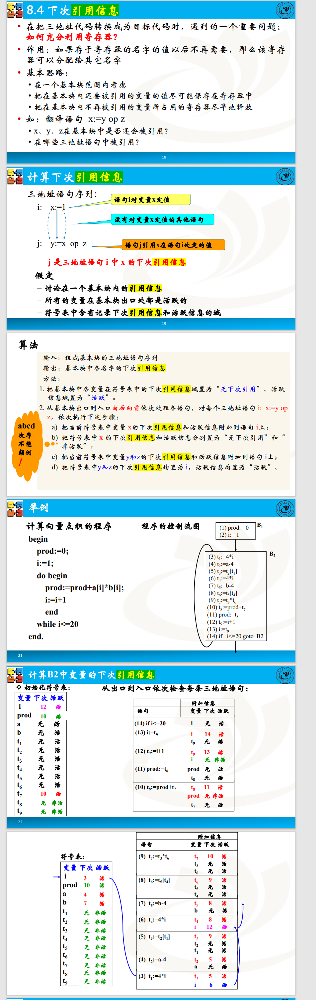 8.4 下次引用信息
• 在把三地址代码转换成为目标代码时，遇到的一个重要问题：
如何充分利用寄存器？
• 作用：如果存于寄存器的名字的值以后不再需要，那么该寄存
器可以分配给其它名字
• 基本思路：
• 在一个基本块范围内考虑
• 把在基本块内还要被引用的变量的值尽可能保存在寄存器中
• 把在基本块内不再被引用的变量所占用的寄存器尽早地释放
• 如：翻译语句 x:=y op z
• x、y、z在基本块中是否还会被引用？
• 在哪些三地址语句中被引用？
18
计算下次引用信息
三地址语句序列：
语句i对变量x定值
i: x:=1
没有对变量x定值的其他语句
j: y:=x op z
语句j引用x在语句i处定的值
j 是三地址语句 i 中 x 的下次引用信息
假定
– 讨论在一个基本块内的引用信息
– 所有的变量在基本块出口处都是活跃的
– 符号表中含有记录下次引用信息和活跃信息的域
19
算法
输入：组成基本块的三地址语句序列
输出：基本块中各名字的下次引用信息
方法：
1. 把基本块中各变量在符号表中的下次引用信息域置为“无下次引用”、活跃
信息域置为“活跃”。
2. 从基本块出口到入口由后向前依次处理各语句，对每个三地址语句 i: x:=y op
z，依次执行下述步骤：
a) 把当前符号表中变量 x的下次引用信息和活跃信息附加到语句 i上；
b) 把符号表中 x 的下次引用信息和活跃信息分别置为“无下次引用”和“
非活跃”；
c) 把当前符号表中变量y和z的下次引用信息和活跃信息附加到语句 i上；
d) 把符号表中y和z的下次引用信息均置为 i，活跃信息均置为“活跃”。
abcd
次序
不能
颠倒
！
举例
计算向量点积的程序
begin
prod:=0;
i:=1;
do begin
prod:=prod+a[i]*b[i];
i:=i+1
end
while i<=20
end.
程序的控制流图
(1) prod:= 0
(2) i:= 1
B1
B2
(3) t1:=4*i
(4) t2:=a-4
(5) t3:=t2[t1]
(6) t4:=4*i
(7) t5:=b-4
(8) t6:=t5[t4]
(9) t7:=t3*t6
(10) t8:=prod+t7
(11) prod:=t8
(12) t9:=i+1
(13) i:=t9
(14) if i<=20 goto B2
21
计算B2中变量的下次引用信息
❖ 初始化符号表：
变量 下次 活跃
i 12 活
prod 10 活
a 无 活
b 无 活
t1 无 活
t2 无 活
t3 无 活
t4 无 活
t5 无 活
t6 无 活
t7 10 活
t8 无 非活
t9 无 非活
从出口到入口依次检查每条三地址语句：
附加信息
语句 变量 下次 活跃
(14) if i<=20 i 无 活
(13) i:=t9 i 14 活
t9 无 活
(12) t9:=i+1 t9 13 活
i 无 非活
(11) prod:=t8 prod 无 活
t8 无 活
(10) t8:=prod+t7 t8 11 活
prod 无 非活
t7 无 活
22
符号表：
变量 下次 活跃
i 3 活
prod 10 活
a 4 活
b 7 活
t1 无 非活
t2 无 非活
t3 无 非活
t4 无 非活
t5 无 非活
t6 无 非活
t7 无 非活
t8 无 非活
t9 无 非活
附加信息
语句 变量 下次 活跃
(9) t7:=t3*t6 t7 10 活
t3 无 活
t6 无 活
(8) t6:=t5[t4] t6 9 活
t5 无 活
t4 无 活
(7) t5:=b-4 t5 8 活
b 无 活
(6) t4:=4*i t4 8 活
i 12 活
(5) t3:=t2[t1] t3 9 活
t2 无 活
t1 无 活
(4) t2:=a-4 t2 5 活
a 无 活
(3) t1:=4*i t1 5 活
i 6 活